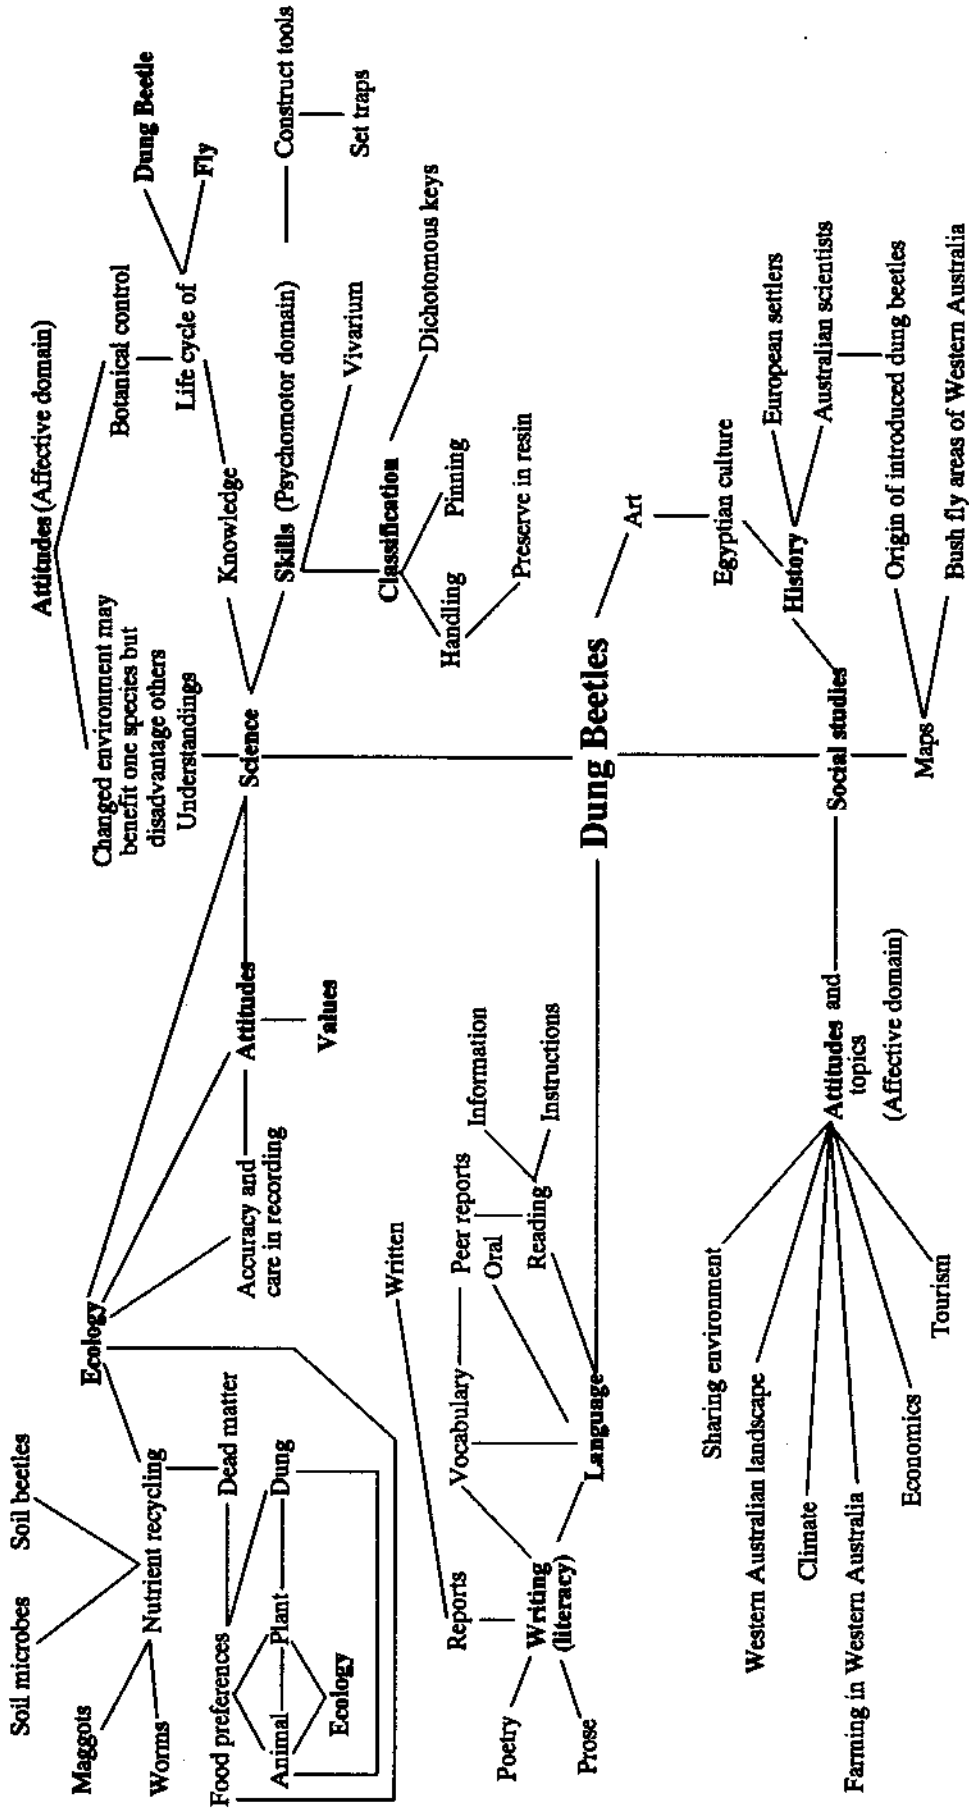 Soil microbes
Soil beetles
Maggots
Worms
Nutrient recycling
Ecology
Food preferences
Dead matter
Animal
Plant
Dung
Ecology
Accuracy and
care in recording
Attitudes
Values
Attitudes (Affective domain)
Changed environment may
benefit one species but
disadvantage others
Understandings
Science
Botanical control
Life cycle of
Dung Beetle
Fly
Knowledge
Skills (Psychomotor domain)
Construct tools
Set traps
Vivarium
Classification
Dichotomous keys
Handling
Pinning
Preserve in resin
Written
Reports
Vocabulary
Peer reports
Oral
Information
Reading
Instructions
Poetry
Prose
Writing
(literacy)
Language
Dung Beetles
Art
Egyptian culture
History
European settlers
Australian scientists
Origin of introduced dung beetles
Bush fly areas of Western Australia
Maps
Social studies
Attitudes and
topics
(Affective domain)
Sharing environment
Western Australian landscape
Climate
Farming in Western Australia
Economics
Tourism